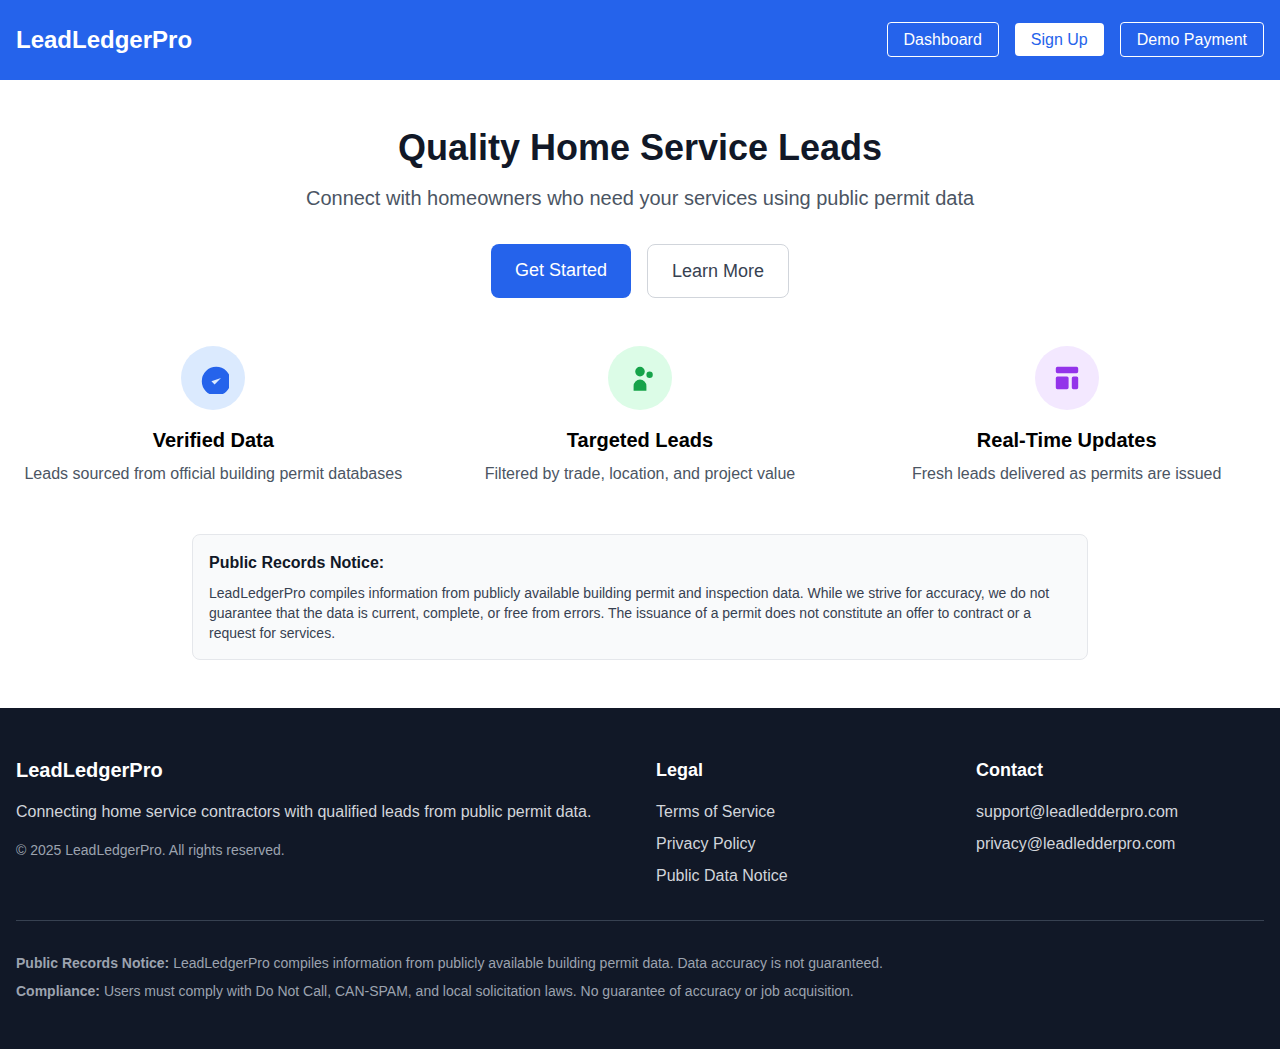 LeadLedgerPro
Dashboard
Sign Up
Demo Payment
Quality Home Service Leads
Connect with homeowners who need your services using public permit data
Get Started
Learn More
Verified Data
Leads sourced from official building permit databases
Targeted Leads
Filtered by trade, location, and project value
Real-Time Updates
Fresh leads delivered as permits are issued
Public Records Notice:
LeadLedgerPro compiles information from publicly available building permit and inspection data. While we strive for accuracy, we do not
guarantee that the data is current, complete, or free from errors. The issuance of a permit does not constitute an offer to contract or a
request for services.
LeadLedgerPro
Connecting home service contractors with qualified leads from public permit data.
© 2025 LeadLedgerPro. All rights reserved.
Legal
Terms of Service
Privacy Policy
Public Data Notice
Contact
support@leadledderpro.com
privacy@leadledderpro.com
Public Records Notice: LeadLedgerPro compiles information from publicly available building permit data. Data accuracy is not guaranteed.
Compliance: Users must comply with Do Not Call, CAN-SPAM, and local solicitation laws. No guarantee of accuracy or job acquisition.